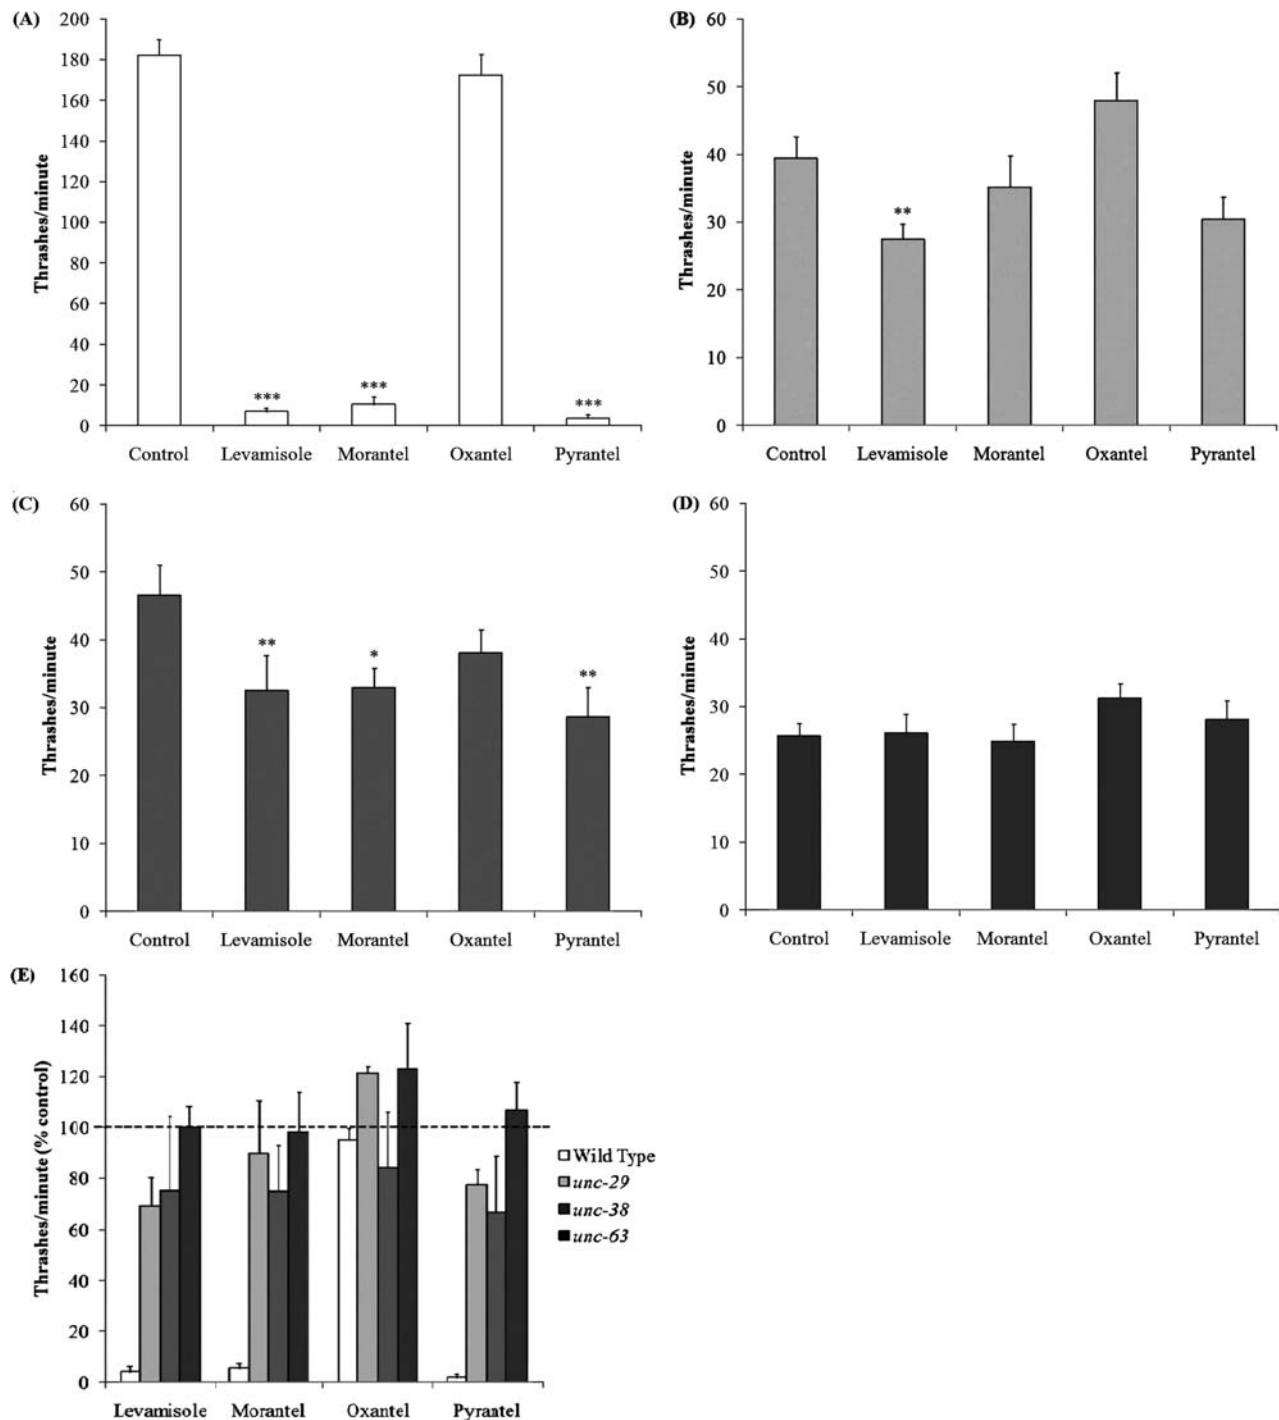 (A)
200
180
160
140
120
100
80
60
40
20
0
Thrashes/minute
***
***
***
Control Levamisole Morantel Oxantel Pyrantel
(B)
60
50
40
30
20
10
0
Thrashes/minute
**
Control Levamisole Morantel Oxantel Pyrantel
(C)
60
50
40
30
20
10
0
Thrashes/minute
**
*
**
Control Levamisole Morantel Oxantel Pyrantel
(D)
60
50
40
30
20
10
0
Thrashes/minute
Control Levamisole Morantel Oxantel Pyrantel
(E)
160
140
120
100
80
60
40
20
0
Thrashes/minute (% control)
Levamisole Morantel Oxantel Pyrantel
Wild Type
unc-29
unc-38
unc-63